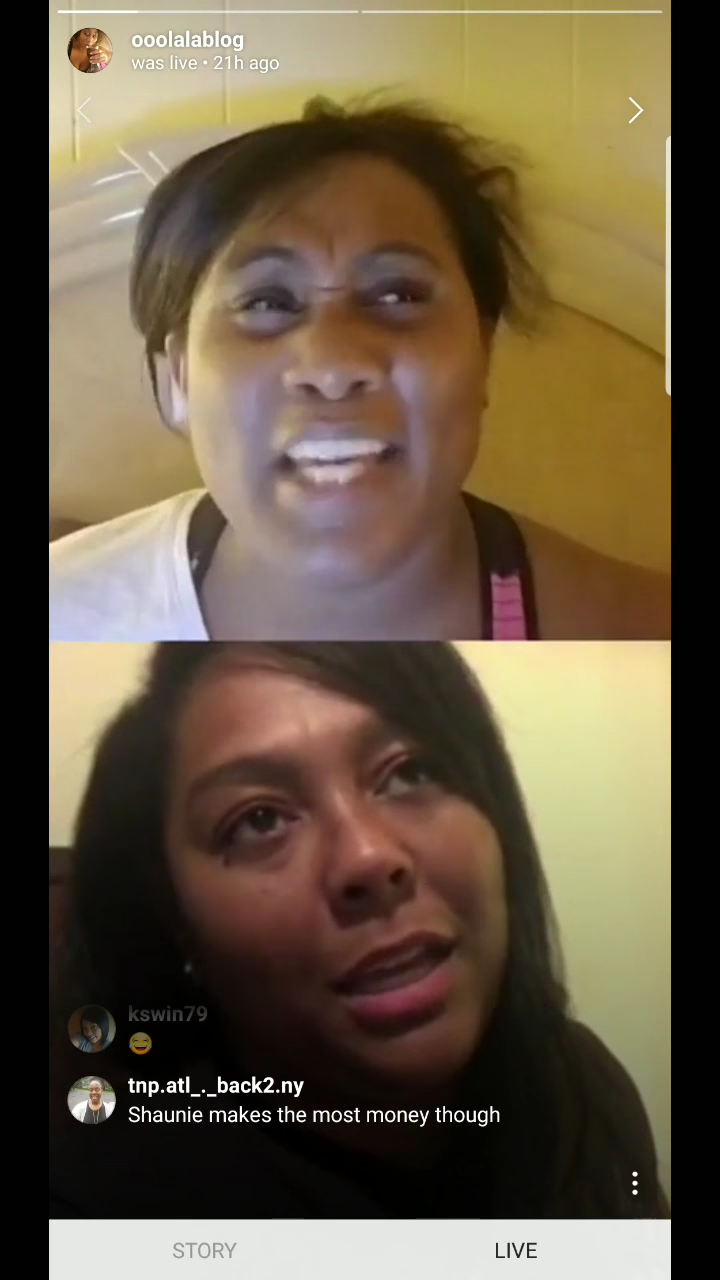 ooolalablog
was live • 21h ago
kswin79
😂
tnp.atl_._back2.ny
Shaunie makes the most money though
STORY
LIVE